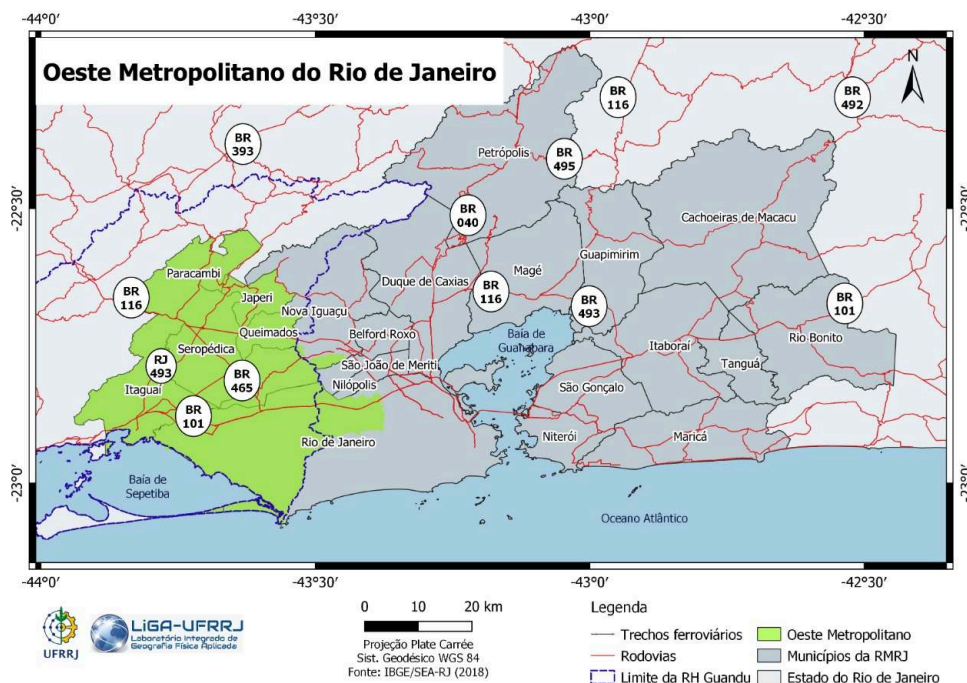 -44°0'
-43°30'
-43°0'
-42°30'
Oeste Metropolitano do Rio de Janeiro
N
BR
116
BR
492
BR
393
Petrópolis
BR
495
-22°30'
-22°30'
BR
040
Cachoeiras de Macacu
Guapimirim
Paracambi
Magé
Duque de Caxias
BR
116
BR
116
Japeri
BR
493
BR
101
Nova Iguaçu
Queimados
Belford Roxo
Baía de
Guanabara
Rio Bonito
Itaboraí
Seropédica
São João de Meriti
Tanguá
RJ
493
BR
465
Itaguaí
Nilópolis
São Gonçalo
BR
101
Rio de Janeiro
Niterói
Maricá
-23°0'
-23°0'
Baía de
Sepetiba
Oceano Atlântico
-44°0'
-43°30'
-43°0'
-42°30'
UFRRJ
LiGA-UFRRJ
Laboratório Integrado de
Geografia Física Aplicada
0 10 20 km
Projeção Plate Carrée
Sist. Geodésico WGS 84
Fonte: IBGE/SEA-RJ (2018)
Legenda
Trechos ferroviários
Rodovias
Limite da RH Guandu
Oeste Metropolitano
Municípios da RMRJ
Estado do Rio de Janeiro